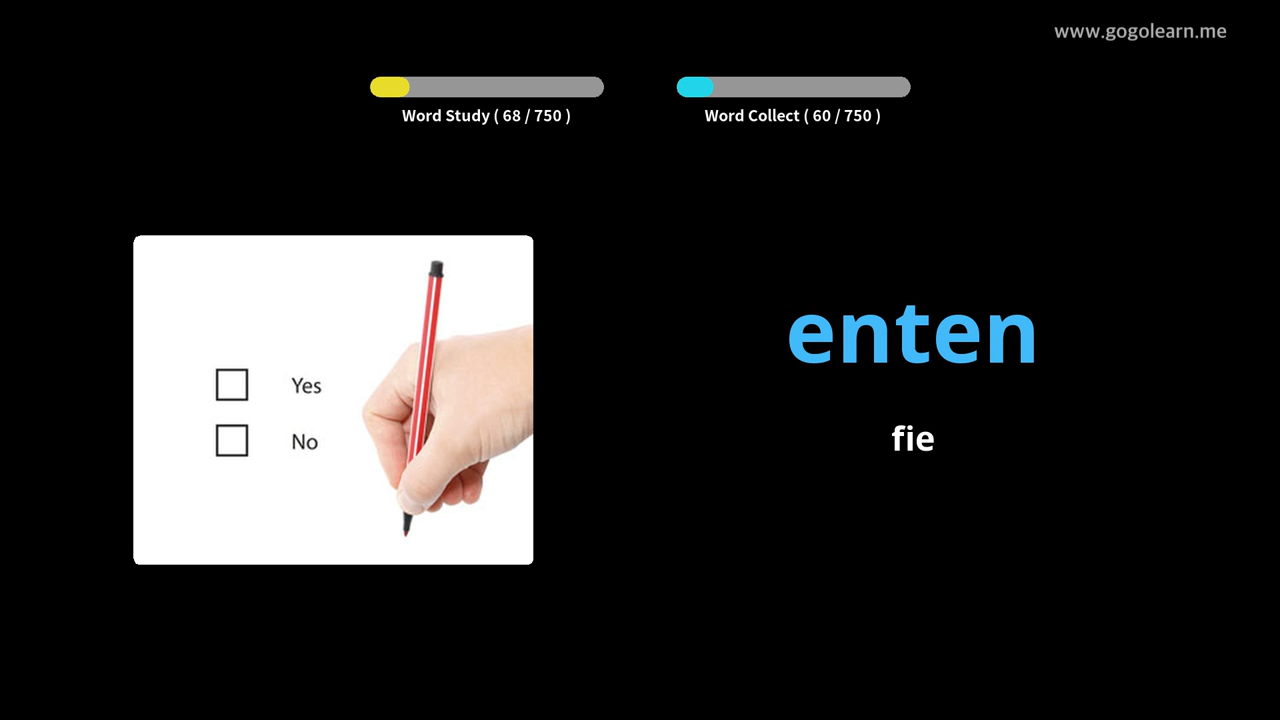 www.gogolearn.me
Word Study ( 68 / 750 )
Word Collect ( 60 / 750 )
Yes
No
enten
fie